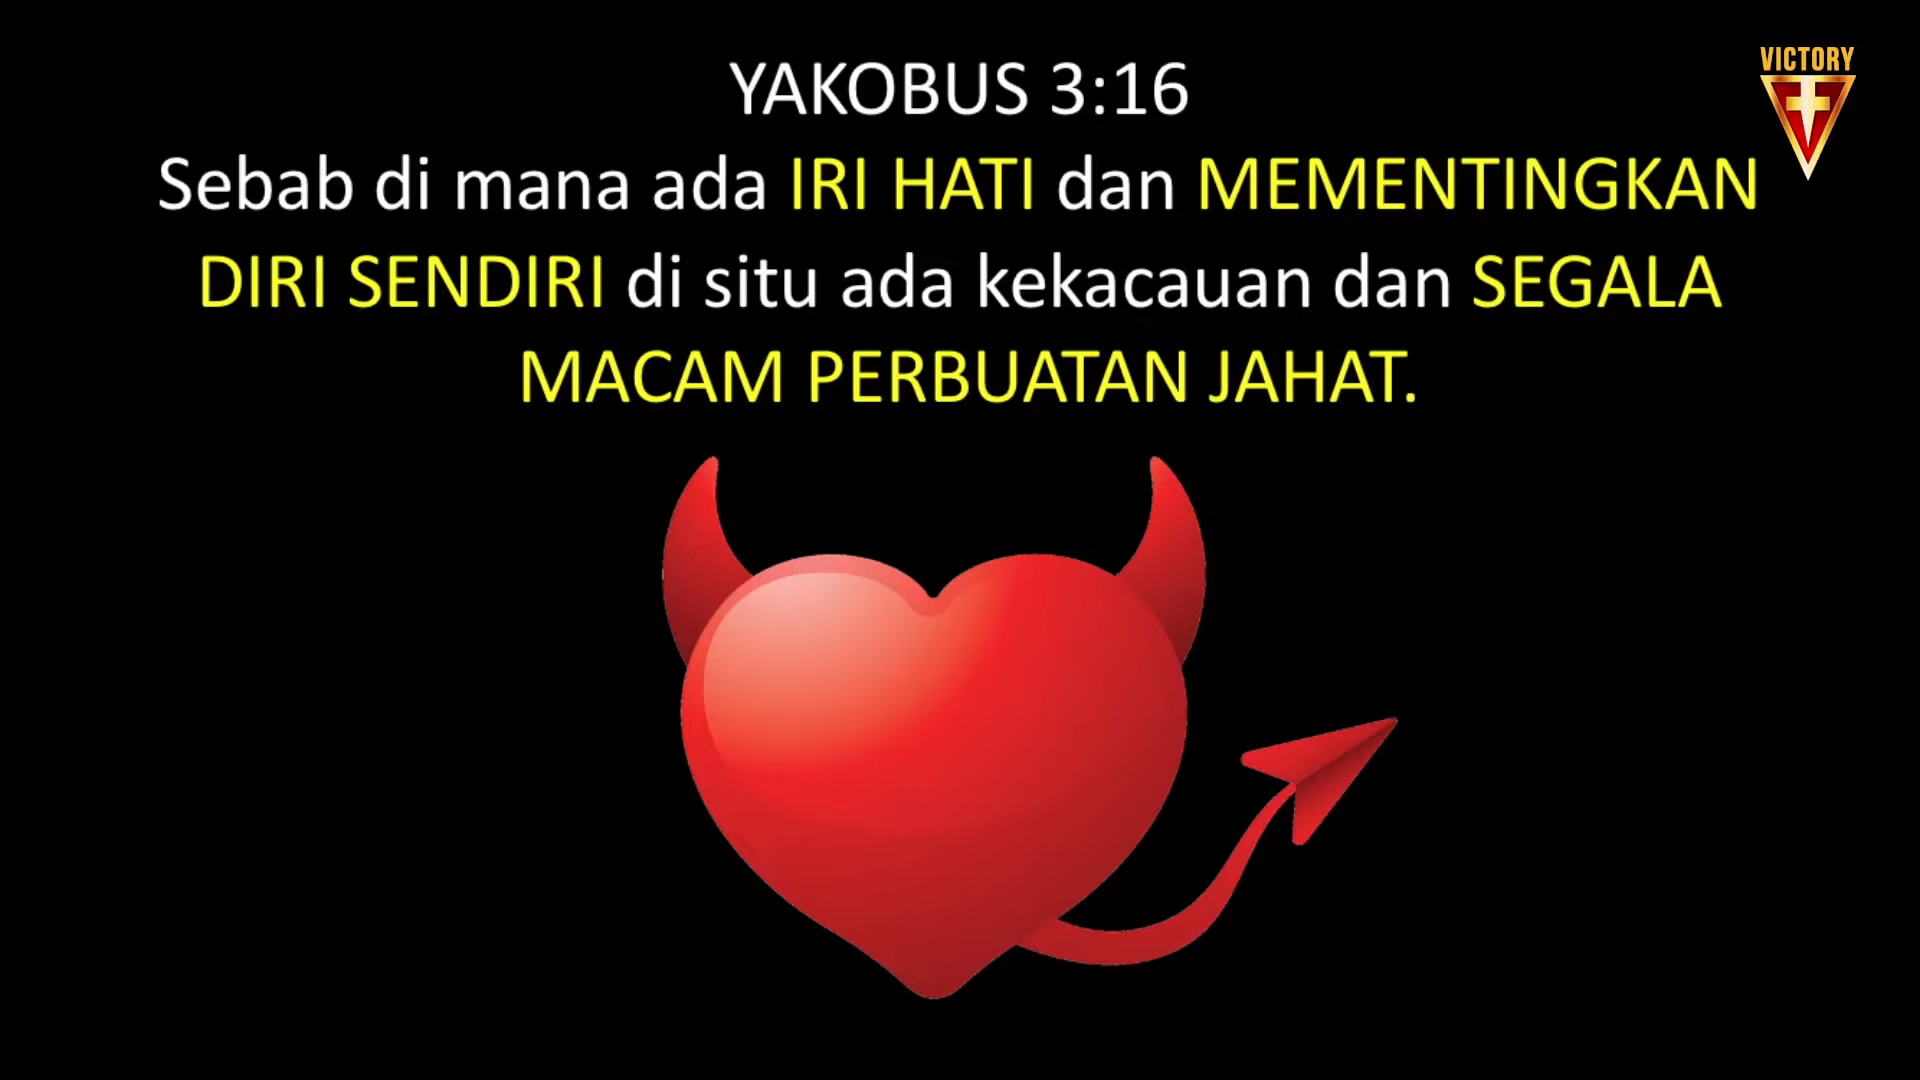 YAKOBUS 3:16
Sebab di mana ada IRI HATI dan MEMENTINGKAN
DIRI SENDIRI di situ ada kekacauan dan SEGALA
MACAM PERBUATAN JAHAT.
VICTORY